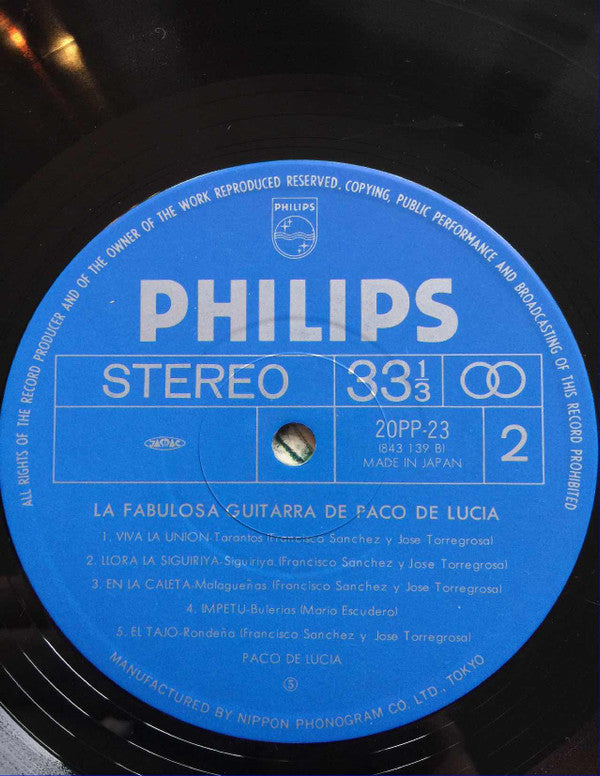 ALL RIGHTS OF THE RECORD PRODUCER AND OF THE OWNER OF THE WORK REPRODUCED RESERVED. COPYING, PUBLIC PERFORMANCE AND BROADCASTING OF THIS RECORD PROHIBITED
PHILIPS
PHILIPS
STEREO 33 1/3
JASRAC 20PP-23 2
(843 139 B)
MADE IN JAPAN
LA FABULOSA GUITARRA DE PACO DE LUCIA
1. VIVA LA UNION-Tarantos (Francisco Sanchez y Jose Torregrosa)
2. LLORA LA SIGUIRIYA-Siguiriya (Francisco Sanchez y Jose Torregrosa)
3. EN LA CALETA-Malagueñas (Francisco Sanchez y Jose Torregrosa)
4. IMPETU-Bulerias (Mario Escudero)
5. EL TAJO-Rondeña (Francisco Sanchez y Jose Torregrosa)
PACO DE LUCIA
Ⓢ
MANUFACTURED BY NIPPON PHONOGRAM CO. LTD., TOKYO